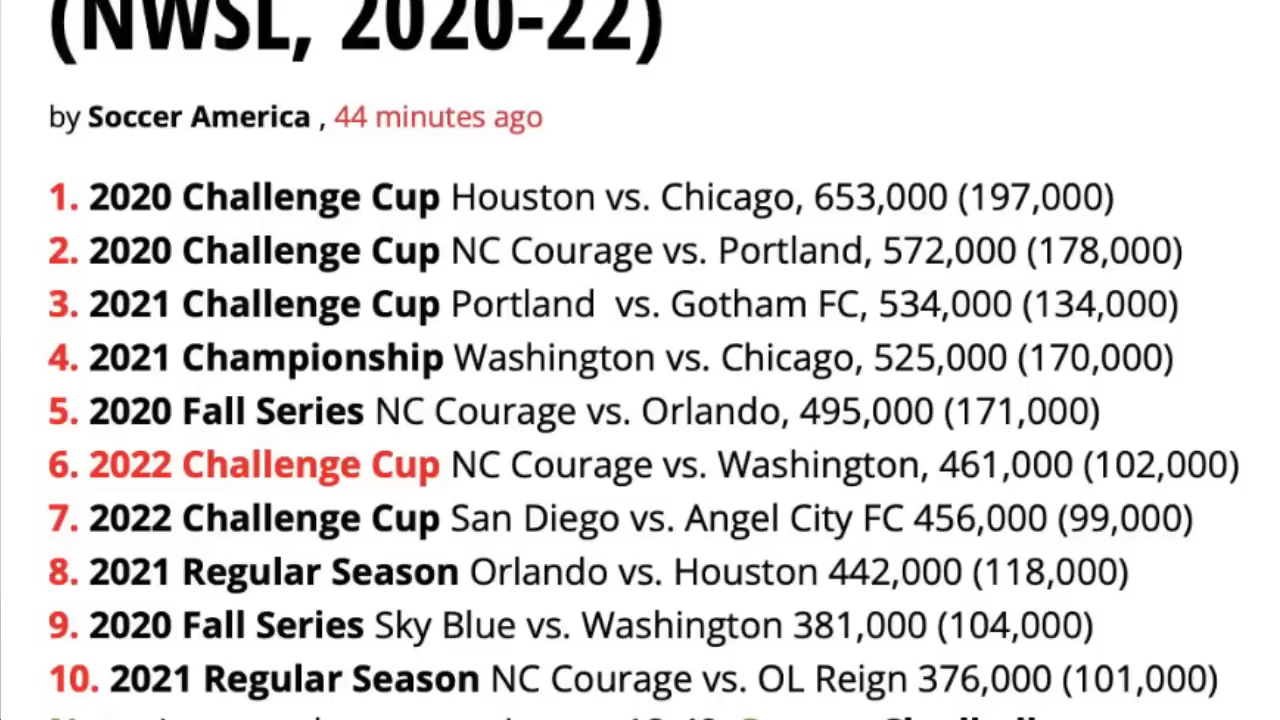 (NWSL, 2020-22)
by Soccer America , 44 minutes ago
1. 2020 Challenge Cup Houston vs. Chicago, 653,000 (197,000)
2. 2020 Challenge Cup NC Courage vs. Portland, 572,000 (178,000)
3. 2021 Challenge Cup Portland  vs. Gotham FC, 534,000 (134,000)
4. 2021 Championship Washington vs. Chicago, 525,000 (170,000)
5. 2020 Fall Series NC Courage vs. Orlando, 495,000 (171,000)
6. 2022 Challenge Cup NC Courage vs. Washington, 461,000 (102,000)
7. 2022 Challenge Cup San Diego vs. Angel City FC 456,000 (99,000)
8. 2021 Regular Season Orlando vs. Houston 442,000 (118,000)
9. 2020 Fall Series Sky Blue vs. Washington 381,000 (104,000)
10. 2021 Regular Season NC Courage vs. OL Reign 376,000 (101,000)